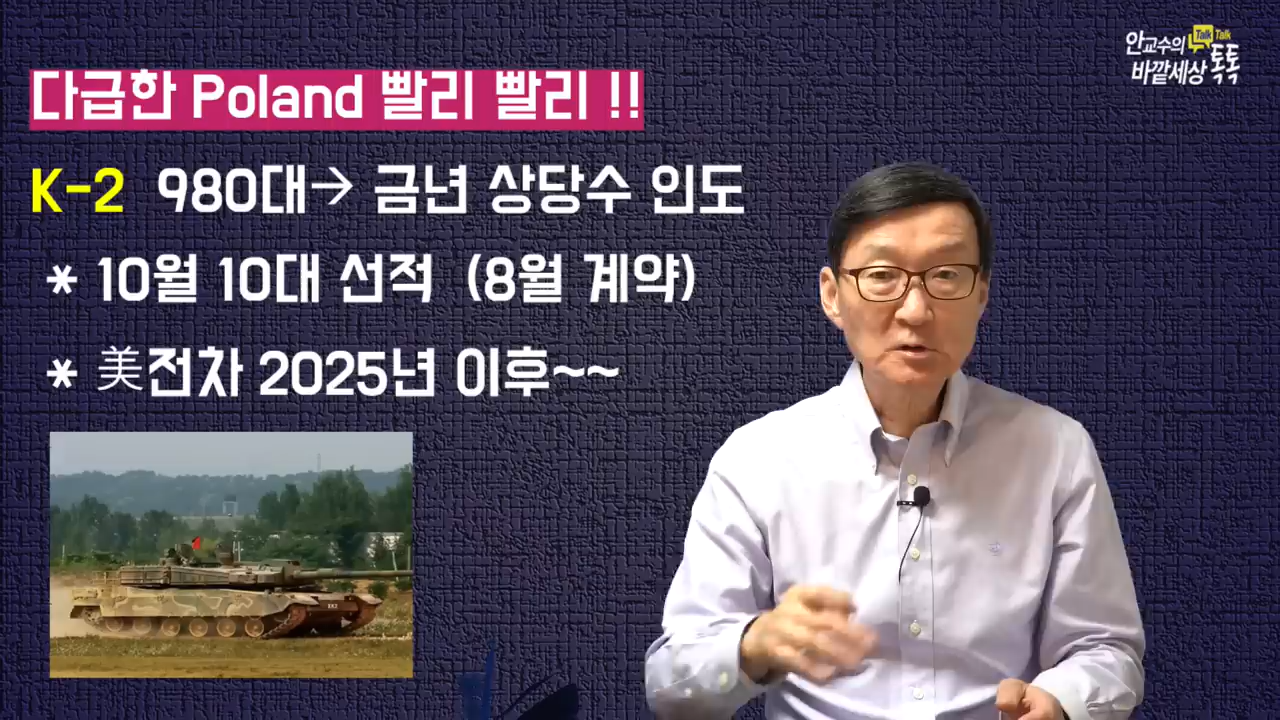 안교수의 Talk Talk
바깥세상 톡톡
다급한 Poland 빨리 빨리 !!
K-2 980대→ 금년 상당수 인도
* 10월 10대 선적 (8월 계약)
* 美전차 2025년 이후~~